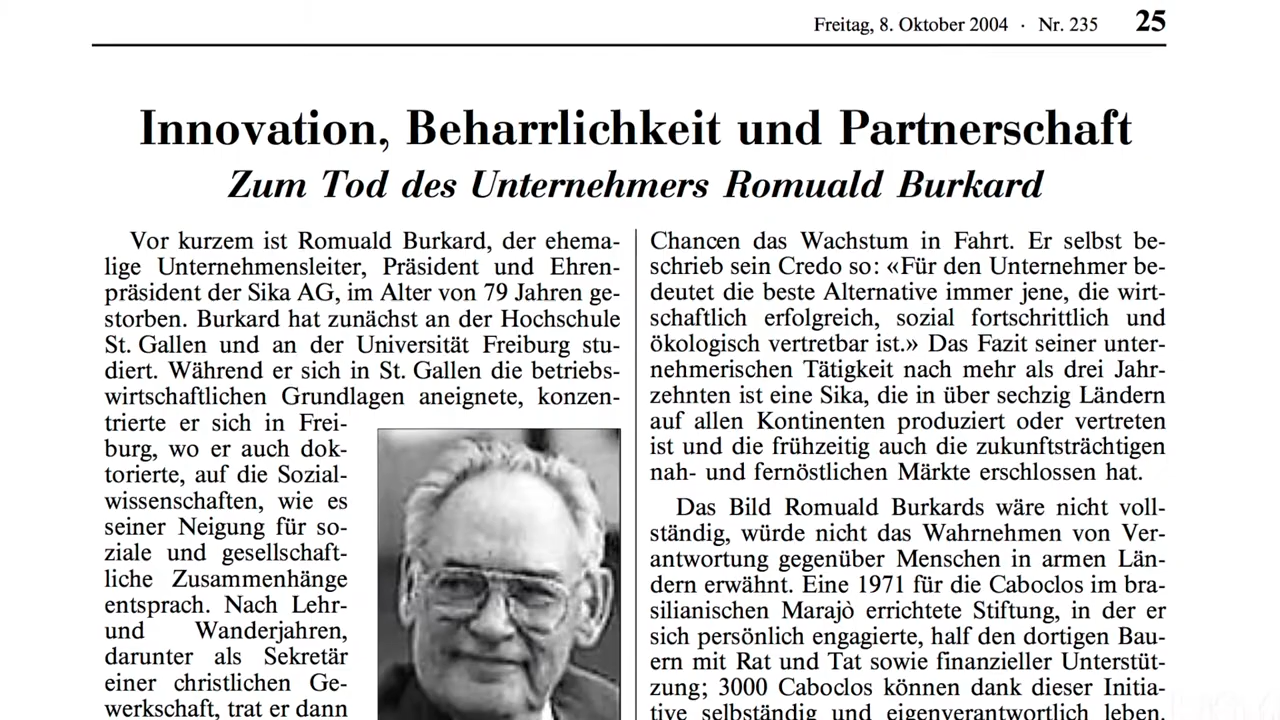 Freitag, 8. Oktober 2004 · Nr. 235 25
Innovation, Beharrlichkeit und Partnerschaft
Zum Tod des Unternehmers Romuald Burkard
Vor kurzem ist Romuald Burkard, der ehema-
lige Unternehmensleiter, Präsident und Ehren-
präsident der Sika AG, im Alter von 79 Jahren ge-
storben. Burkard hat zunächst an der Hochschule
St. Gallen und an der Universität Freiburg stu-
diert. Während er sich in St. Gallen die betriebs-
wirtschaftlichen Grundlagen aneignete, konzen-
trierte er sich in Frei-
burg, wo er auch dok-
torierte, auf die Sozial-
wissenschaften, wie es
seiner Neigung für so-
ziale und gesellschaft-
liche Zusammenhänge
entsprach. Nach Lehr-
und Wanderjahren,
darunter als Sekretär
einer christlichen Ge-
werkschaft, trat er dann
Chancen das Wachstum in Fahrt. Er selbst be-
schrieb sein Credo so: «Für den Unternehmer be-
deutet die beste Alternative immer jene, die wirt-
schaftlich erfolgreich, sozial fortschrittlich und
ökologisch vertretbar ist.» Das Fazit seiner unter-
nehmerischen Tätigkeit nach mehr als drei Jahr-
zehnten ist eine Sika, die in über sechzig Ländern
auf allen Kontinenten produziert oder vertreten
ist und die frühzeitig auch die zukunftsträchtigen
nah- und fernöstlichen Märkte erschlossen hat.
Das Bild Romuald Burkards wäre nicht voll-
ständig, würde nicht das Wahrnehmen von Ver-
antwortung gegenüber Menschen in armen Län-
dern erwähnt. Eine 1971 für die Caboclos im bra-
silianischen Marajò errichtete Stiftung, in der er
sich persönlich engagierte, half den dortigen Bau-
ern mit Rat und Tat sowie finanzieller Unterstüt-
zung; 3000 Caboclos können dank dieser Initia-
tive selbständig und eigenverantwortlich leben.